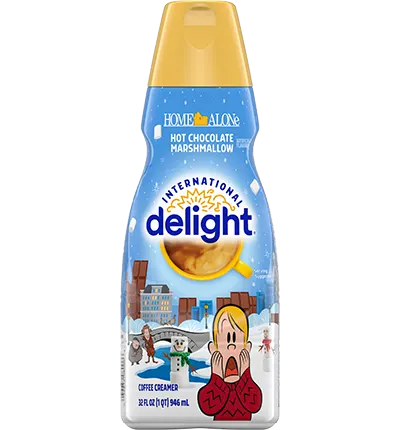 HOME ALONe
HOT CHOCOLATE
MARSHMALLOW
INTERNATIONAL
delight®
COFFEE CREAMER
32 FL OZ (1 QT) 946 mL